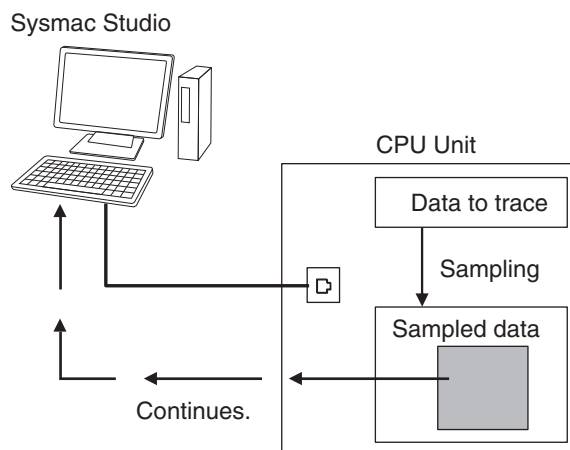 Sysmac Studio
CPU Unit
Data to trace
Sampling
Sampled data
Continues.